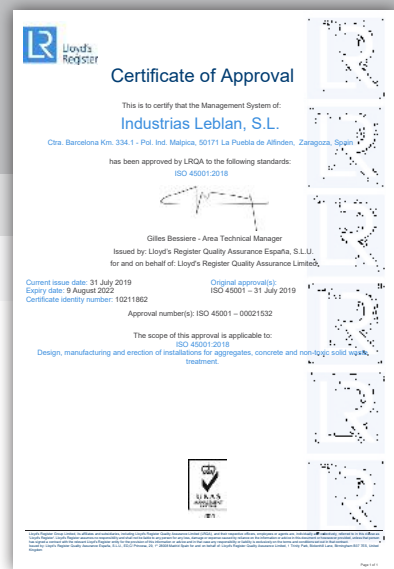 LR
Lloyd's
Register
Certificate of Approval
This is to certify that the Management System of:
Industrias Leblan, S.L.
Ctra. Barcelona Km. 334.1 - Pol. Ind. Malpica, 50171 La Puebla de Alfinden, Zaragoza, Spain
has been approved by LRQA to the following standards:
ISO 45001:2018
Gilles Bessiere - Area Technical Manager
Issued by: Lloyd's Register Quality Assurance España, S.L.U.
for and on behalf of: Lloyd's Register Quality Assurance Limited
Current issue date: 31 July 2019
Expiry date: 9 August 2022
Certificate identity number: 10211862
Original approval(s):
ISO 45001 – 31 July 2019
Approval number(s): ISO 45001 – 00021532
The scope of this approval is applicable to:
ISO 45001:2018
Design, manufacturing and erection of installations for aggregates, concrete and non-toxic solid waste
treatment.
UKAS
MANAGEMENT
SYSTEMS
001
Page 1 of 1